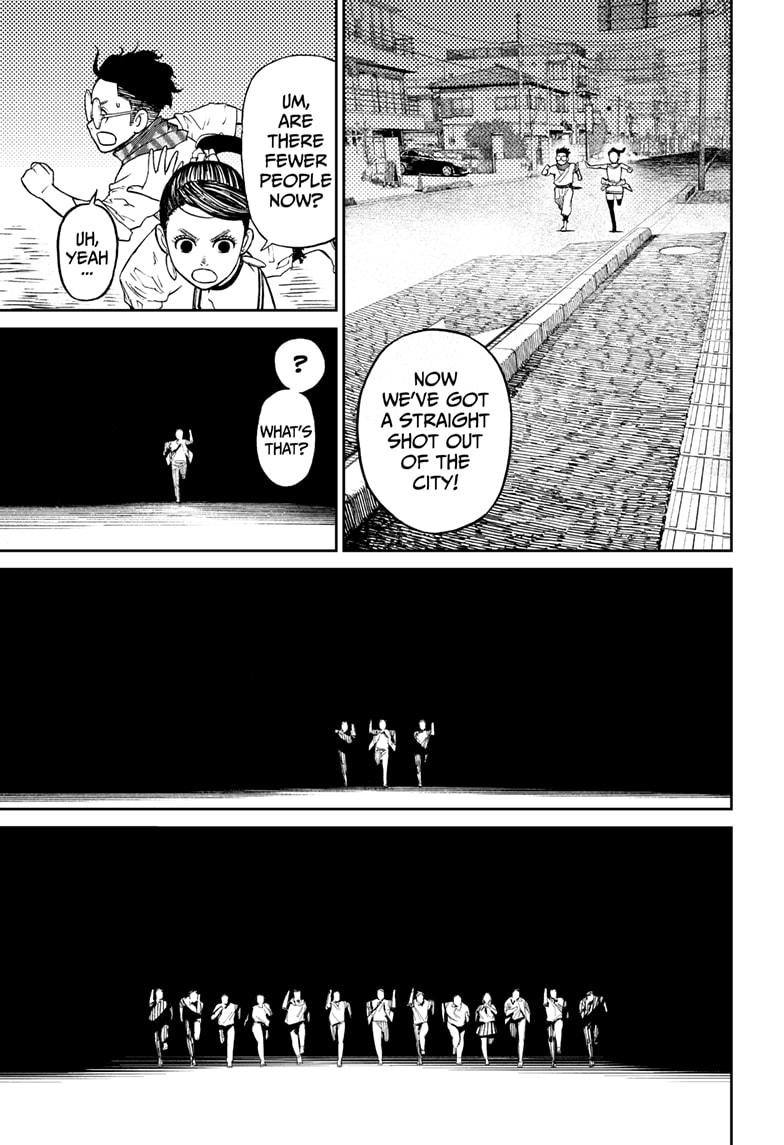 NOW
WE'VE GOT
A STRAIGHT
SHOT OUT
OF THE
CITY!
UM,
ARE
THERE
FEWER
PEOPLE
NOW?
UH,
YEAH
...
?
WHAT'S
THAT?